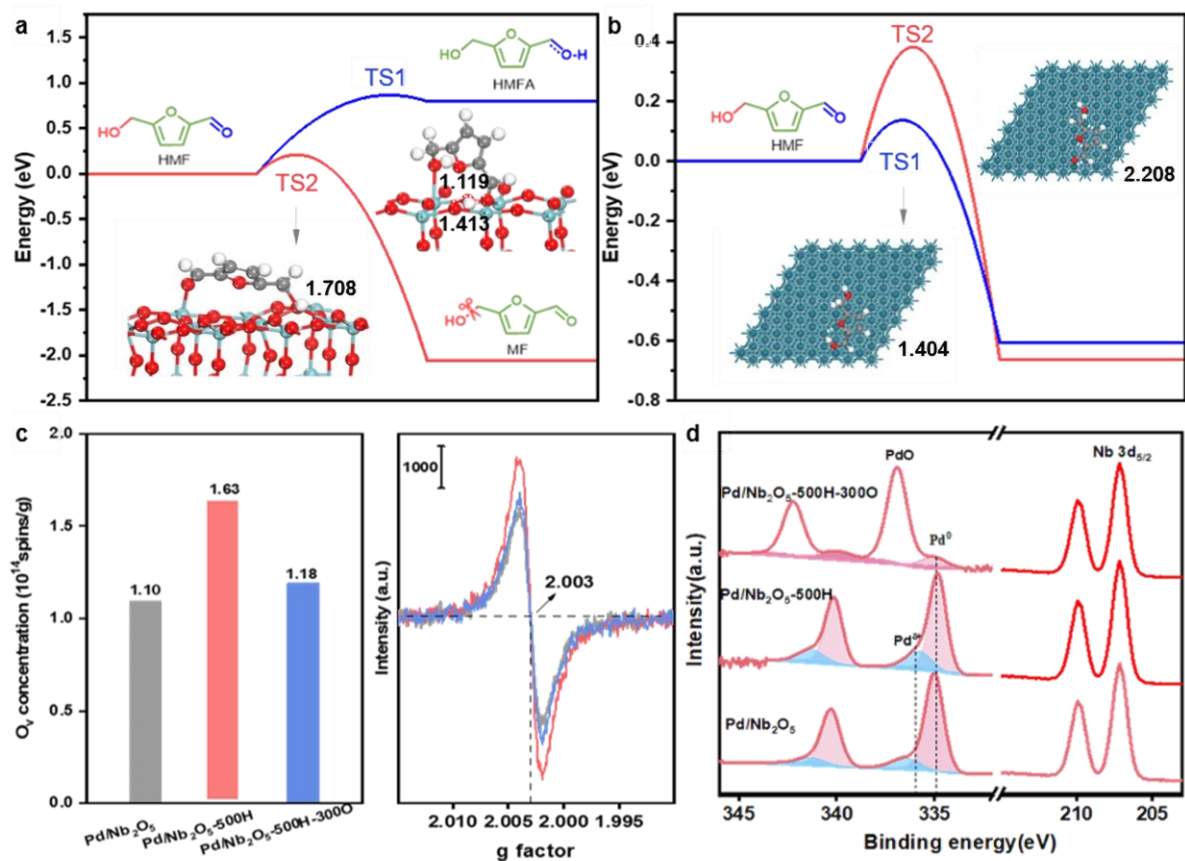 a
1.5
1.0
0.5
0.0
-0.5
-1.0
-1.5
-2.0
-2.5
Energy (eV)
HO
O
O
HMF
TS1
TS2
HO
O
O-H
HMFA
1.119
1.413
1.708
HO
O
O
MF
b
0.4
0.2
0.0
-0.2
-0.4
-0.6
-0.8
Energy (eV)
HO
O
O
HMF
TS2
TS1
2.208
1.404
c
2.0
1.5
1.0
0.5
0.0
Oᵥ concentration (10¹⁴spins/g)
1.10
1.63
1.18
Pd/Nb₂O₅
Pd/Nb₂O₅-500H
Pd/Nb₂O₅-500H-300O
1000
2.003
Intensity (a.u.)
2.010
2.005
2.000
1.995
g factor
d
PdO
Nb 3d₅/₂
Pd/Nb₂O₅-500H-300O
Pd⁰
Pd/Nb₂O₅-500H
Pdᵟ⁺
Pd/Nb₂O₅
Intensity(a.u.)
345
340
335
210
205
Binding energy(eV)